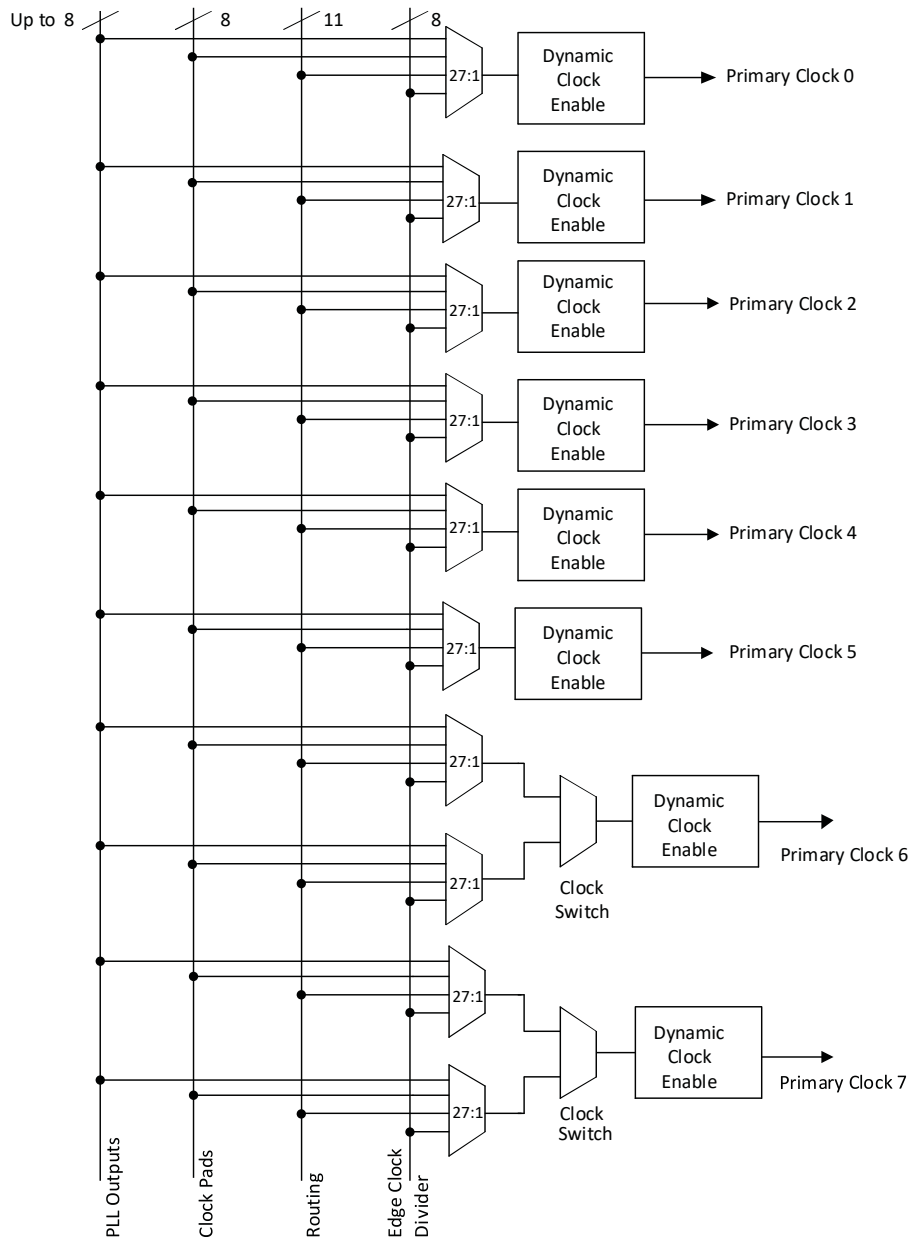 Up to 8 8 11 8
27:1
Dynamic
Clock
Enable
Primary Clock 0
27:1
Dynamic
Clock
Enable
Primary Clock 1
27:1
Dynamic
Clock
Enable
Primary Clock 2
27:1
Dynamic
Clock
Enable
Primary Clock 3
27:1
Dynamic
Clock
Enable
Primary Clock 4
27:1
Dynamic
Clock
Enable
Primary Clock 5
27:1
27:1
Clock
Switch
Dynamic
Clock
Enable
Primary Clock 6
27:1
27:1
Clock
Switch
Dynamic
Clock
Enable
Primary Clock 7
PLL Outputs
Clock Pads
Routing
Edge Clock
Divider